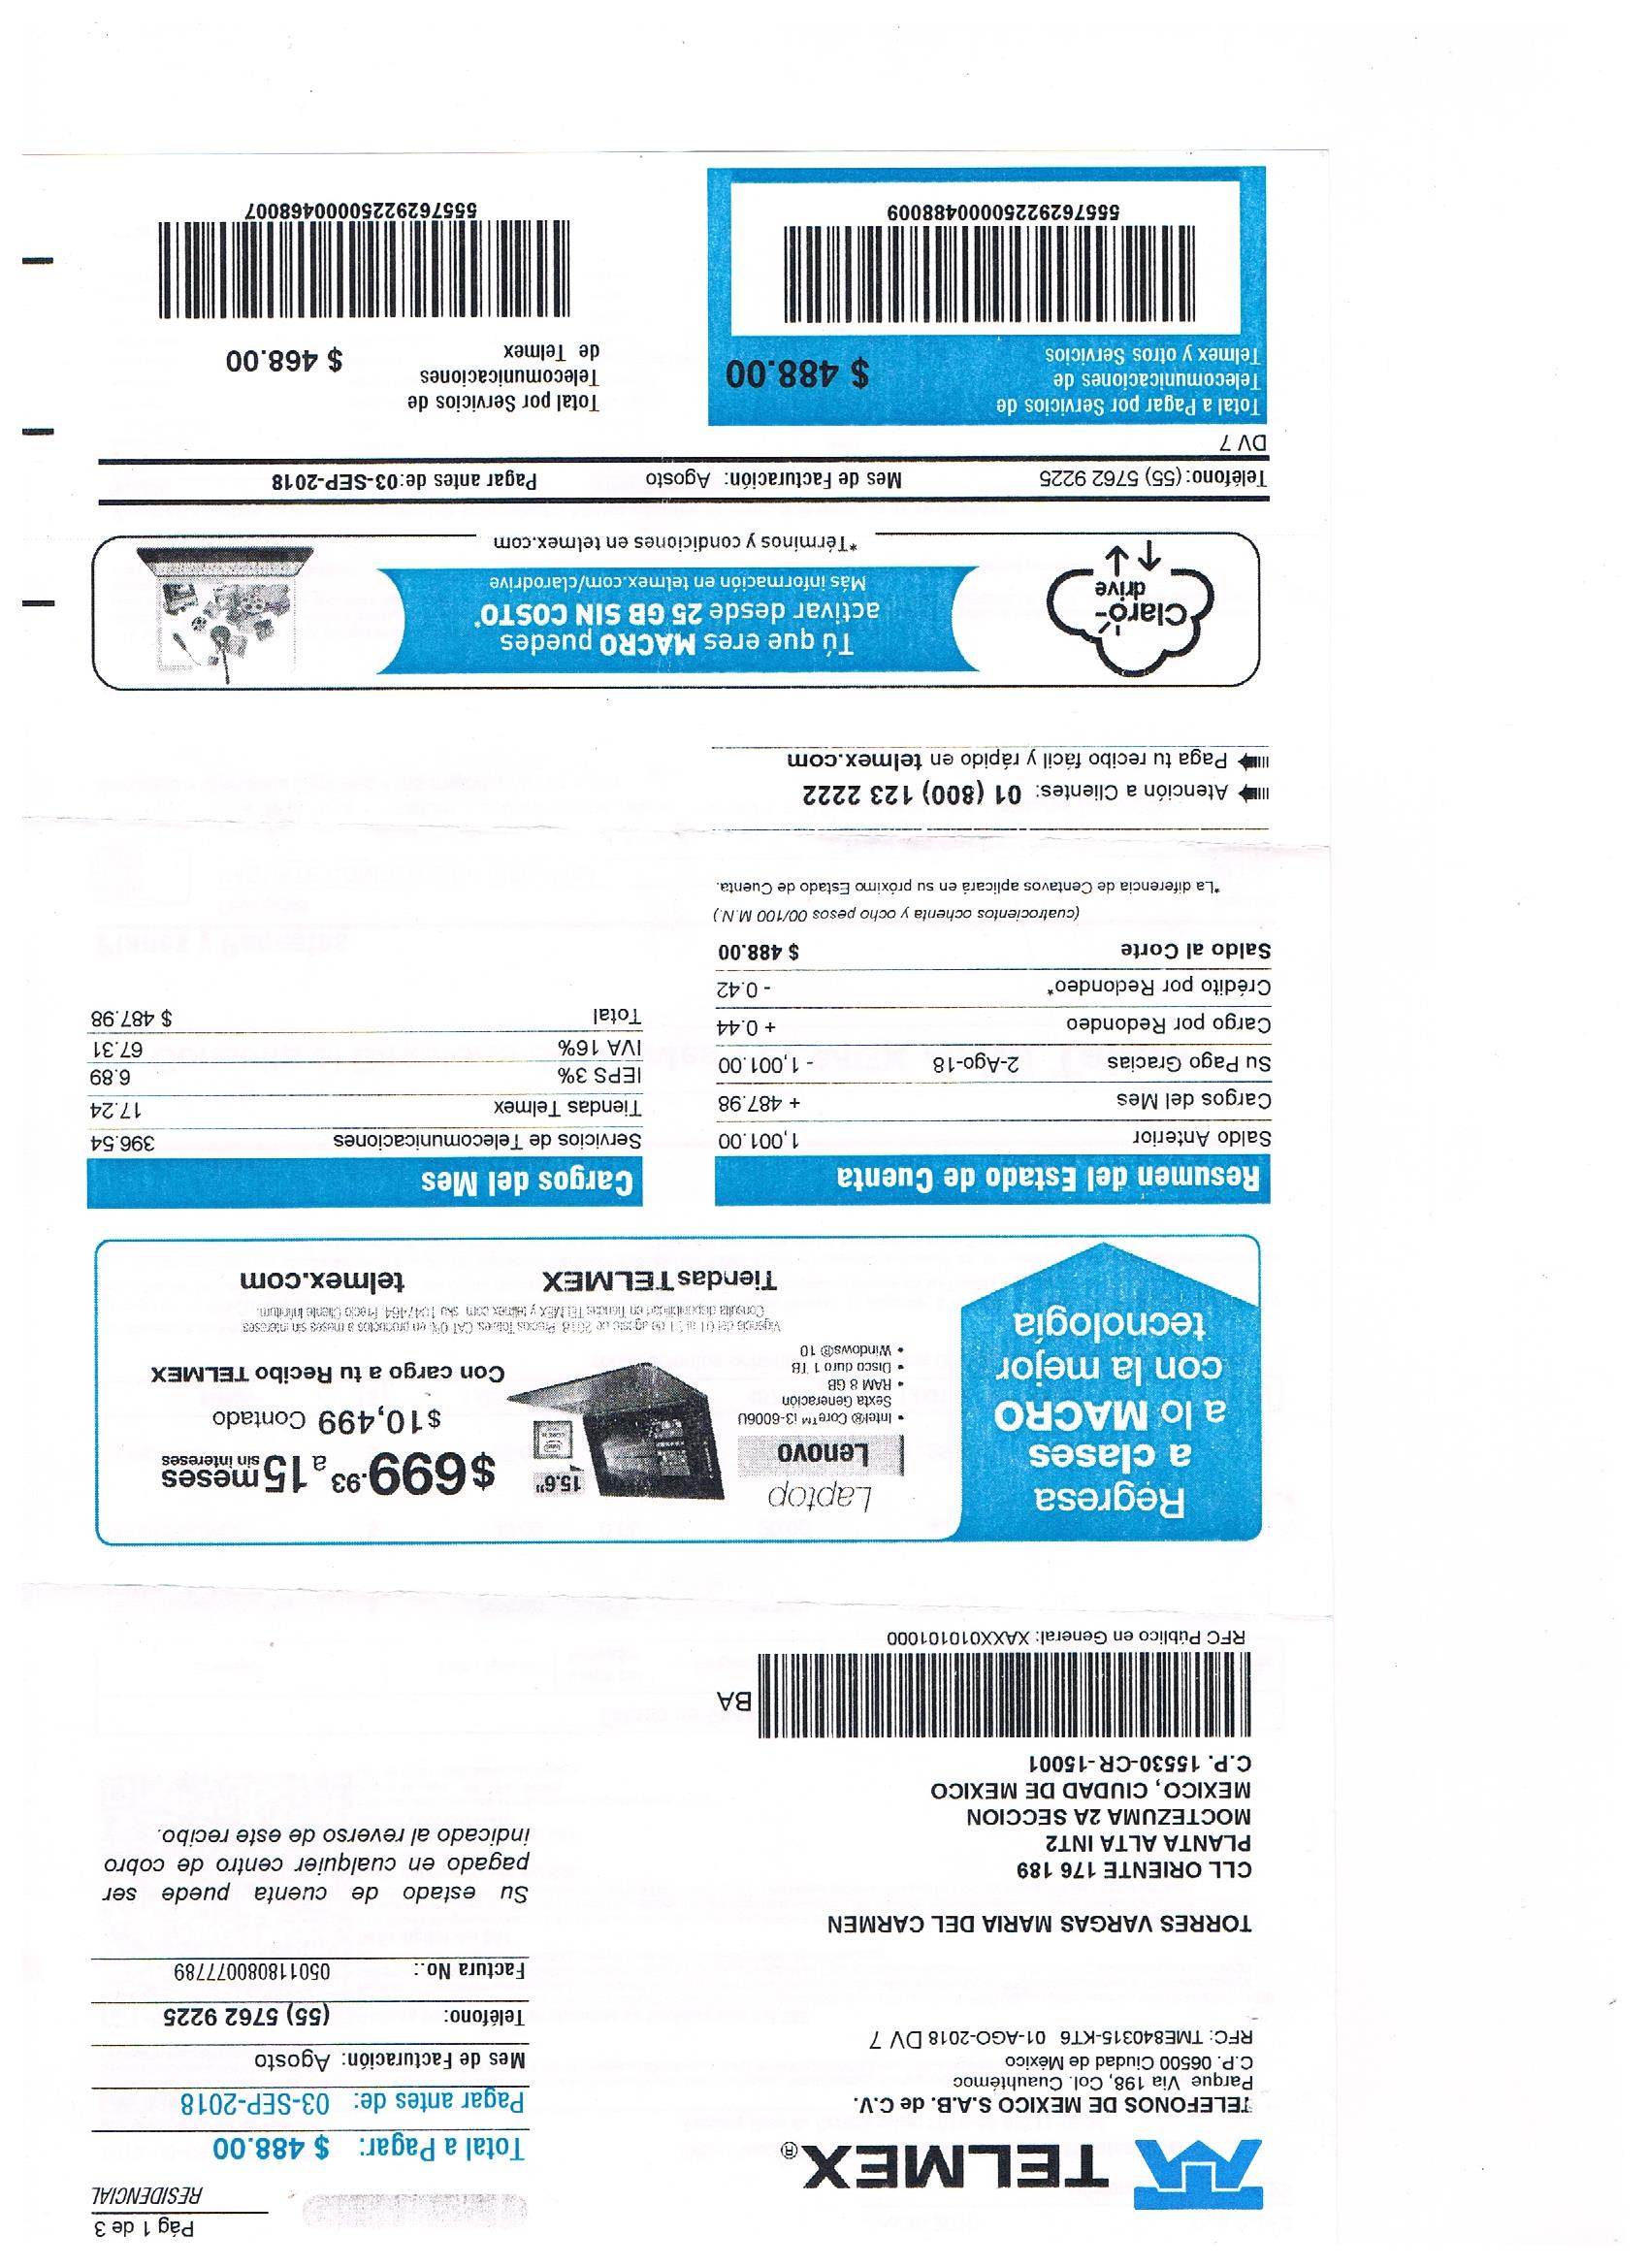 Pág 1 de 3
RESIDENCIAL
TELMEX®
TELEFONOS DE MEXICO S.A.B. de C.V.
Parque Via 198, Col. Cuauhtémoc
C.P. 06500 Ciudad de México
RFC: TME840315-KT6 01-AGO-2018 DV 7
Total a Pagar: $ 488.00
Pagar antes de: 03-SEP-2018
Mes de Facturación: Agosto
Teléfono: (55) 5762 9225
Factura No.: 050118080077789
TORRES VARGAS MARIA DEL CARMEN
CLL ORIENTE 176 189
PLANTA ALTA INT2
MOCTEZUMA 2A SECCION
MEXICO, CIUDAD DE MEXICO
C.P. 15530-CR-15001
BA
RFC Público en General: XAXX010101000
Su estado de cuenta puede ser
pagado en cualquier centro de cobro
indicado al reverso de este recibo.
Regresa
a clases
a lo MACRO
con la mejor
tecnología
Laptop
Lenovo
• Intel® Core™ i3-6006U
Sexta Generación
• RAM 8 GB
• Disco duro 1 TB
• Windows® 10
15.6"
$699.93 a 15 meses
sin intereses
$10,499 Contado
Con cargo a tu Recibo TELMEX
Vigencia del 01 al 31 de agosto de 2018. Precios Totales. CAT 0% en productos a meses sin intereses
Consulta disponibilidad en Tiendas TELMEX y telmex.com sku 1047464. Precio Cliente Infinitum.
Tiendas TELMEX telmex.com
Resumen del Estado de Cuenta
Saldo Anterior 1,001.00
Cargos del Mes + 487.98
Su Pago Gracias 2-Ago-18 - 1,001.00
Cargo por Redondeo + 0.44
Crédito por Redondeo* - 0.42
Saldo al Corte $ 488.00
(cuatrocientos ochenta y ocho pesos 00/100 M.N.)
*La diferencia de Centavos aplicará en su próximo Estado de Cuenta.
Cargos del Mes
Servicios de Telecomunicaciones 396.54
Tiendas Telmex 17.24
IEPS 3% 6.89
IVA 16% 67.31
Total $ 487.98
Atención a Clientes: 01 (800) 123 2222
Paga tu recibo fácil y rápido en telmex.com
Claro-
drive
Tú que eres MACRO puedes
activar desde 25 GB SIN COSTO*
Más información en telmex.com/clarodrive
*Términos y condiciones en telmex.com
Teléfono: (55) 5762 9225 Mes de Facturación: Agosto Pagar antes de:03-SEP-2018
DV 7
Total a Pagar por Servicios de
Telecomunicaciones de
Telmex y otros Servicios
$ 488.00
55576292250000488009
Total por Servicios de
Telecomunicaciones
de Telmex
$ 468.00
55576292250000468007